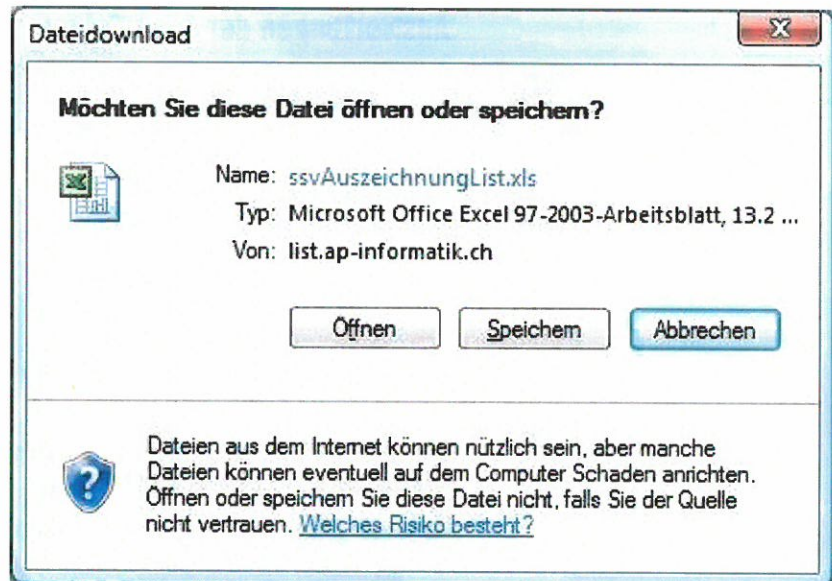 Dateidownload
Möchten Sie diese Datei öffnen oder speichern?
Name: ssvAuszeichnungList.xls
Typ: Microsoft Office Excel 97-2003-Arbeitsblatt, 13.2 ...
Von: list.ap-informatik.ch
Öffnen Speichern Abbrechen
Dateien aus dem Internet können nützlich sein, aber manche
Dateien können eventuell auf dem Computer Schaden anrichten.
Öffnen oder speichern Sie diese Datei nicht, falls Sie der Quelle
nicht vertrauen. Welches Risiko besteht?